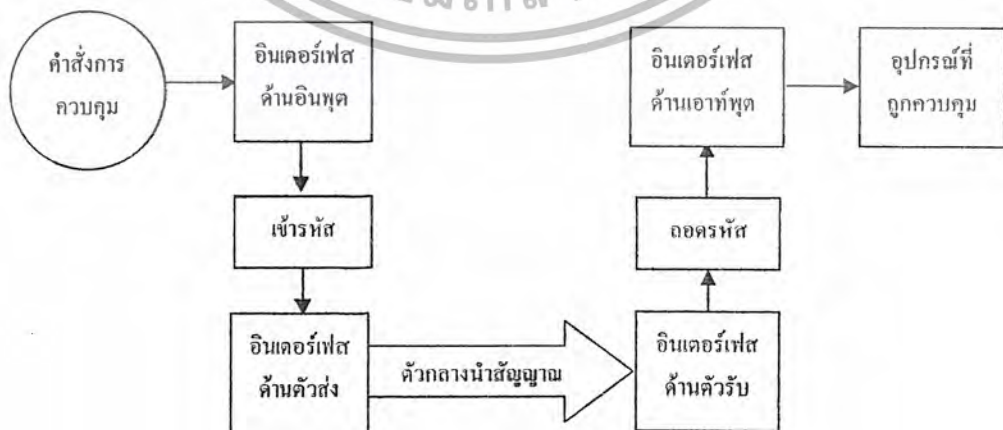 คำสั่งการ
ควบคุม
อินเตอร์เฟส
ด้านอินพุต
เข้ารหัส
อินเตอร์เฟส
ด้านตัวส่ง
ตัวกลางนำสัญญาณ
อินเตอร์เฟส
ด้านตัวรับ
ถอดรหัส
อินเตอร์เฟส
ด้านเอาท์พุต
อุปกรณ์ที่
ถูกควบคุม